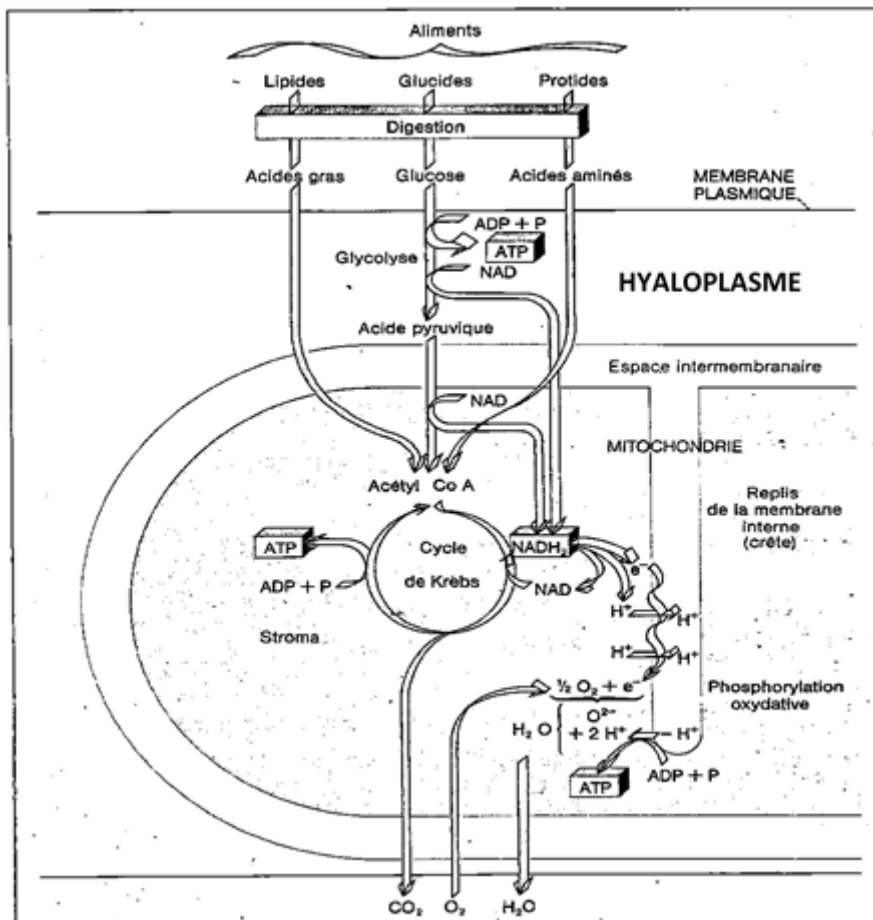 Aliments
Lipides Glucides Protides
Digestion
Acides gras Glucose Acides aminés
MEMBRANE
PLASMIQUE
ADP + P
ATP
Glycolyse
NAD
HYALOPLASME
Acide pyruvique
Espace intermembranaire
NAD
MITOCHONDRIE
Acétyl Co A
Replis
de la membrane
interne
(crête)
ATP
Cycle
de Krèbs
NADH₂
ADP + P
NAD
e⁻
H⁺ H⁺
Stroma
H⁺ H⁺
½ O₂ + e⁻
Phosphorylation
oxydative
H₂O { O²⁻
+ 2 H⁺
H⁺
ADP + P
ATP
CO₂ O₂ H₂O